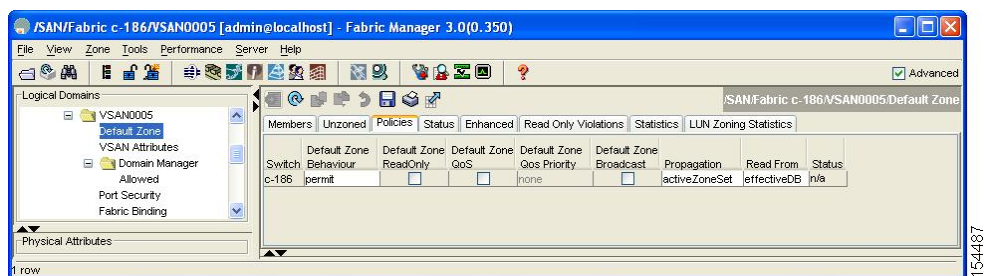 /SAN/Fabric c-186/VSAN0005 [admin@localhost] - Fabric Manager 3.0(0.350)
File View Zone Tools Performance Server Help
Advanced
Logical Domains
/SAN/Fabric c-186/VSAN0005/Default Zone
VSAN0005
Default Zone
VSAN Attributes
Domain Manager
Allowed
Port Security
Fabric Binding
Physical Attributes
Members Unzoned Policies Status Enhanced Read Only Violations Statistics LUN Zoning Statistics
Default Zone Default Zone Default Zone Default Zone Default Zone
Switch Behaviour ReadOnly QoS Qos Priority Broadcast Propagation Read From Status
c-186 permit none activeZoneSet effectiveDB n/a
1 row
154487